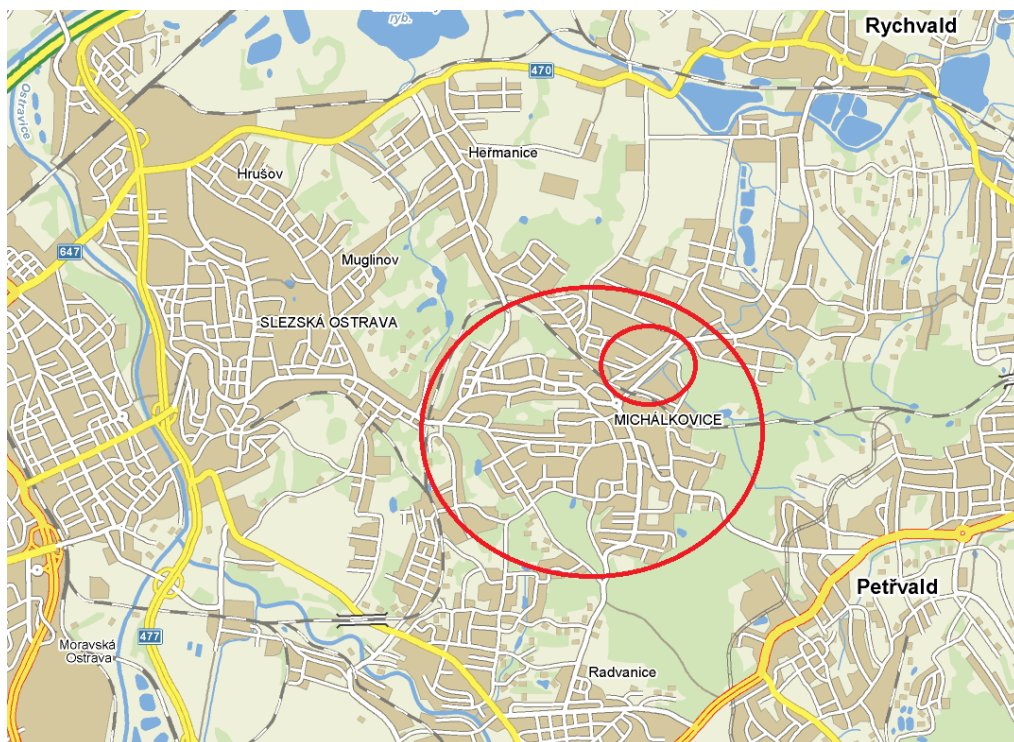 ryb.
Rychvald
470
Ostravice
Heřmanice
Hrušov
647
Muglinov
SLEZSKÁ OSTRAVA
MICHÁLKOVICE
Petřvald
477
Moravská
Ostrava
Radvanice